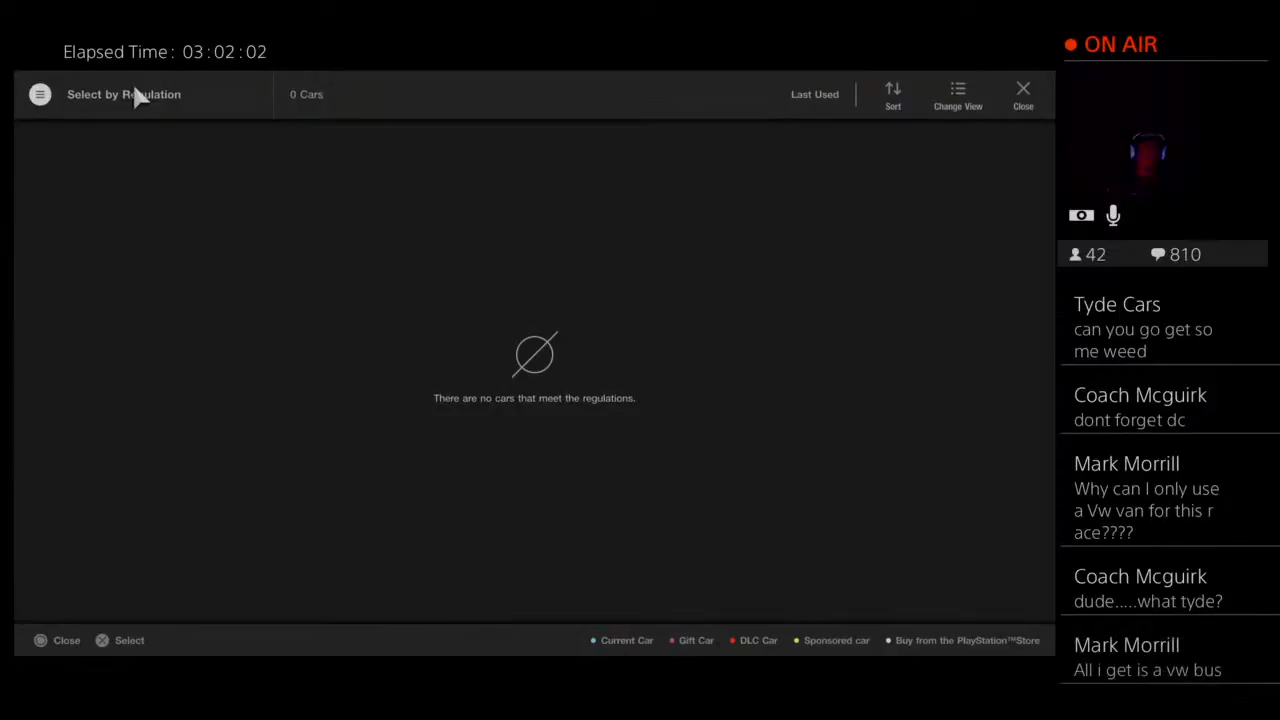 Elapsed Time: 03:02:02
ON AIR
Select by Regulation
0 Cars
Last Used
Sort
Change View
Close
There are no cars that meet the regulations.
42
810
Tyde Cars
can you go get so
me weed
Coach Mcguirk
dont forget dc
Mark Morrill
Why can I only use
a Vw van for this r
ace????
Coach Mcguirk
dude.....what tyde?
Mark Morrill
All i get is a vw bus
Close
Select
Current Car
Gift Car
DLC Car
Sponsored car
Buy from the PlayStation™Store